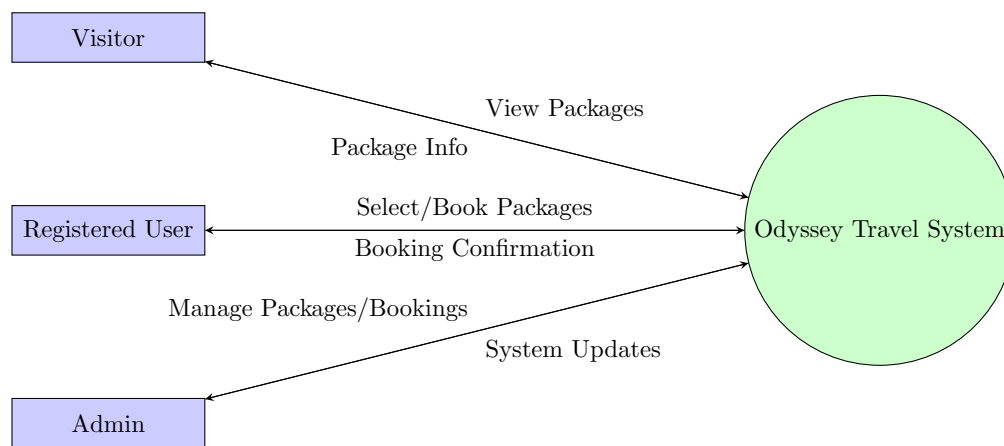 Visitor
View Packages
Package Info
Select/Book Packages
Registered User
Odyssey Travel System
Booking Confirmation
Manage Packages/Bookings
System Updates
Admin